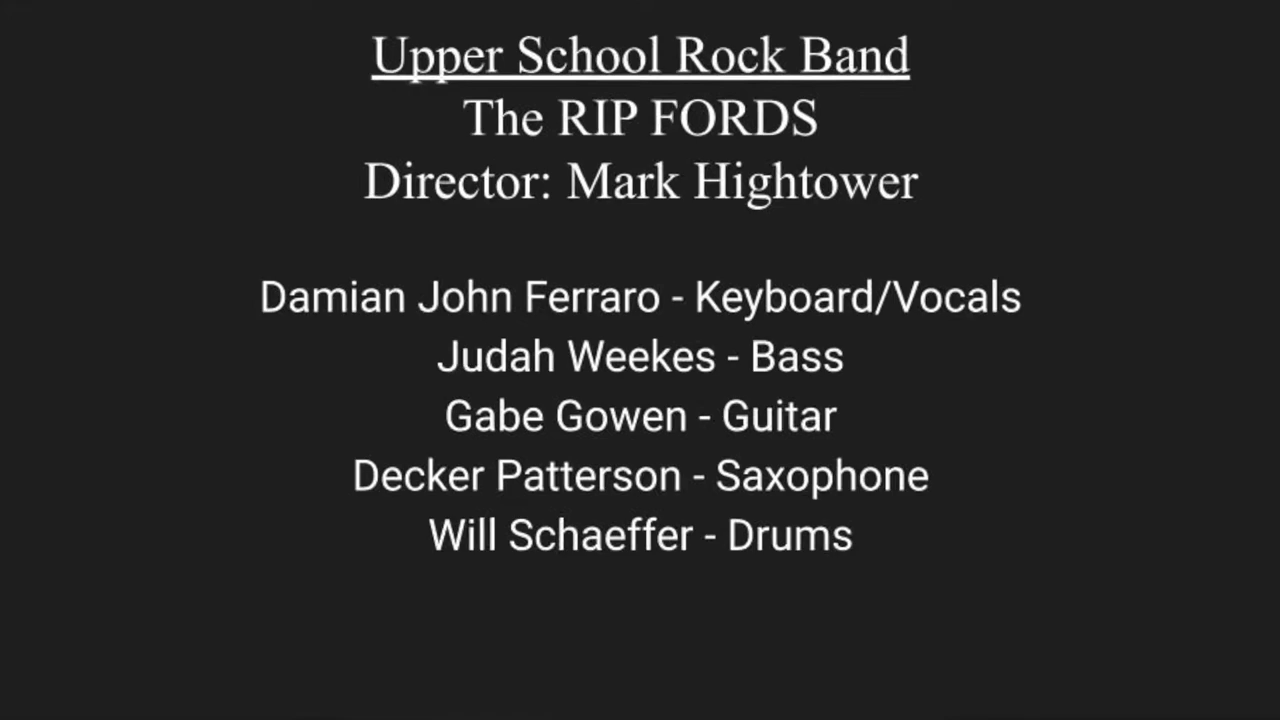 Upper School Rock Band
The RIP FORDS
Director: Mark Hightower
Damian John Ferraro - Keyboard/Vocals
Judah Weekes - Bass
Gabe Gowen - Guitar
Decker Patterson - Saxophone
Will Schaeffer - Drums